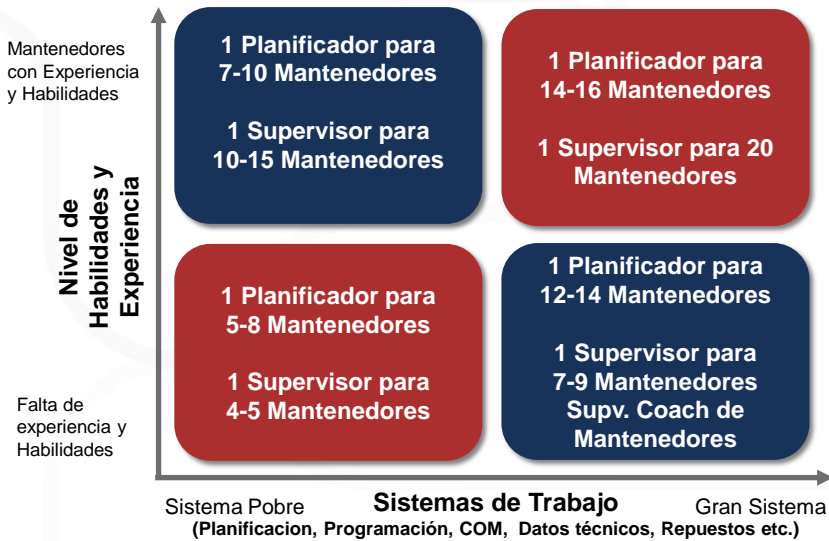 Mantenedores
con Experiencia
y Habilidades
1 Planificador para
7-10 Mantenedores
1 Supervisor para
10-15 Mantenedores
1 Planificador para
14-16 Mantenedores
1 Supervisor para 20
Mantenedores
Nivel de
Habilidades y
Experiencia
1 Planificador para
5-8 Mantenedores
1 Supervisor para
4-5 Mantenedores
1 Planificador para
12-14 Mantenedores
1 Supervisor para
7-9 Mantenedores
Supv. Coach de
Mantenedores
Falta de
experiencia y
Habilidades
Sistema Pobre
Sistemas de Trabajo
Gran Sistema
(Planificacion, Programación, COM, Datos técnicos, Repuestos etc.)